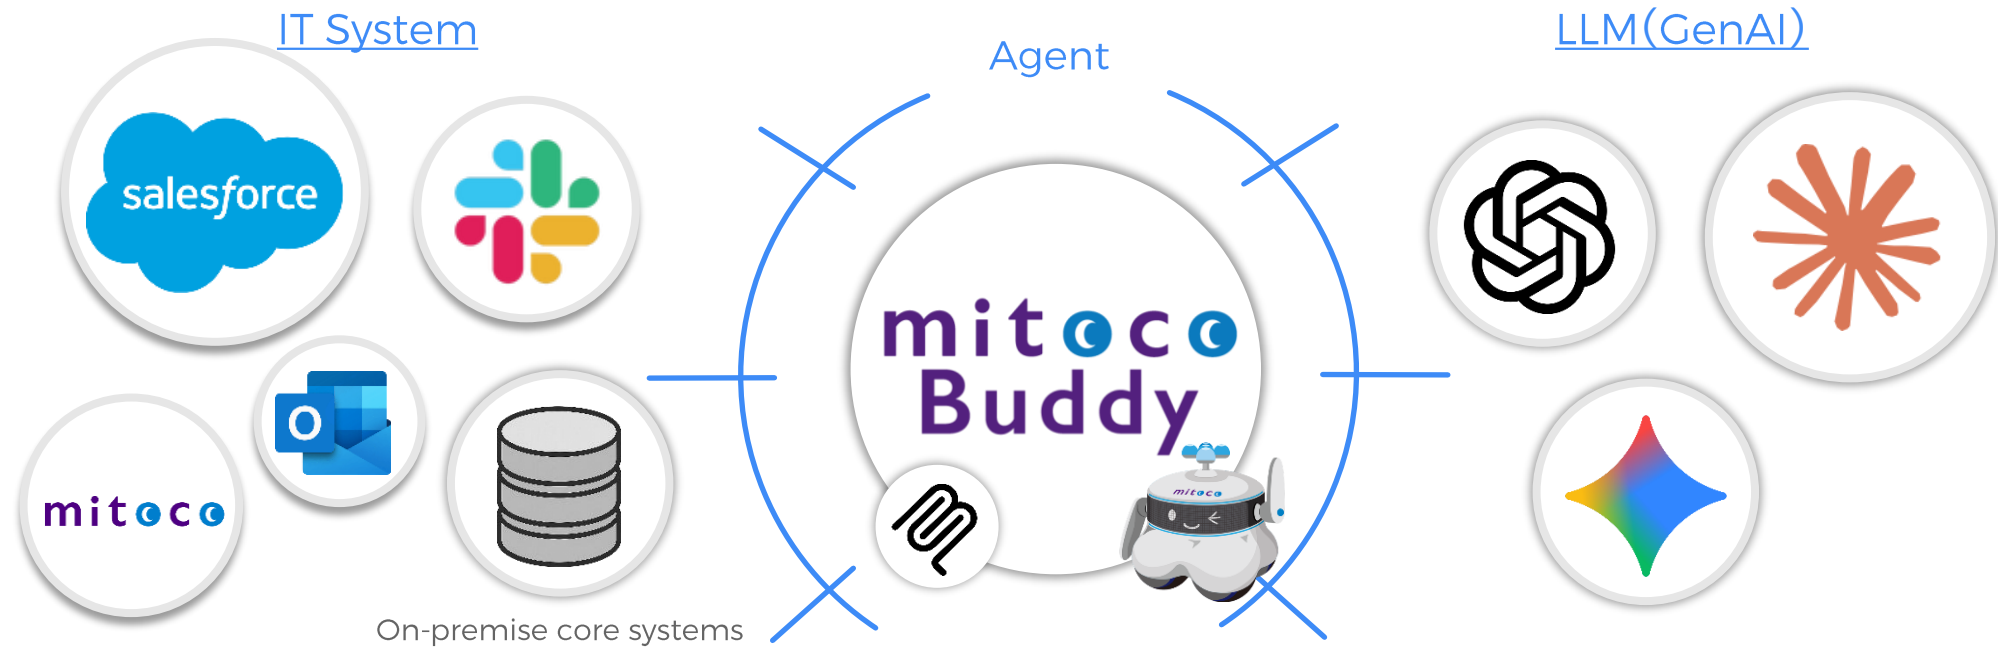 IT System
Agent
LLM(GenAI)
salesforce
mitoco
Buddy
O
mitoco
mitoco
On-premise core systems